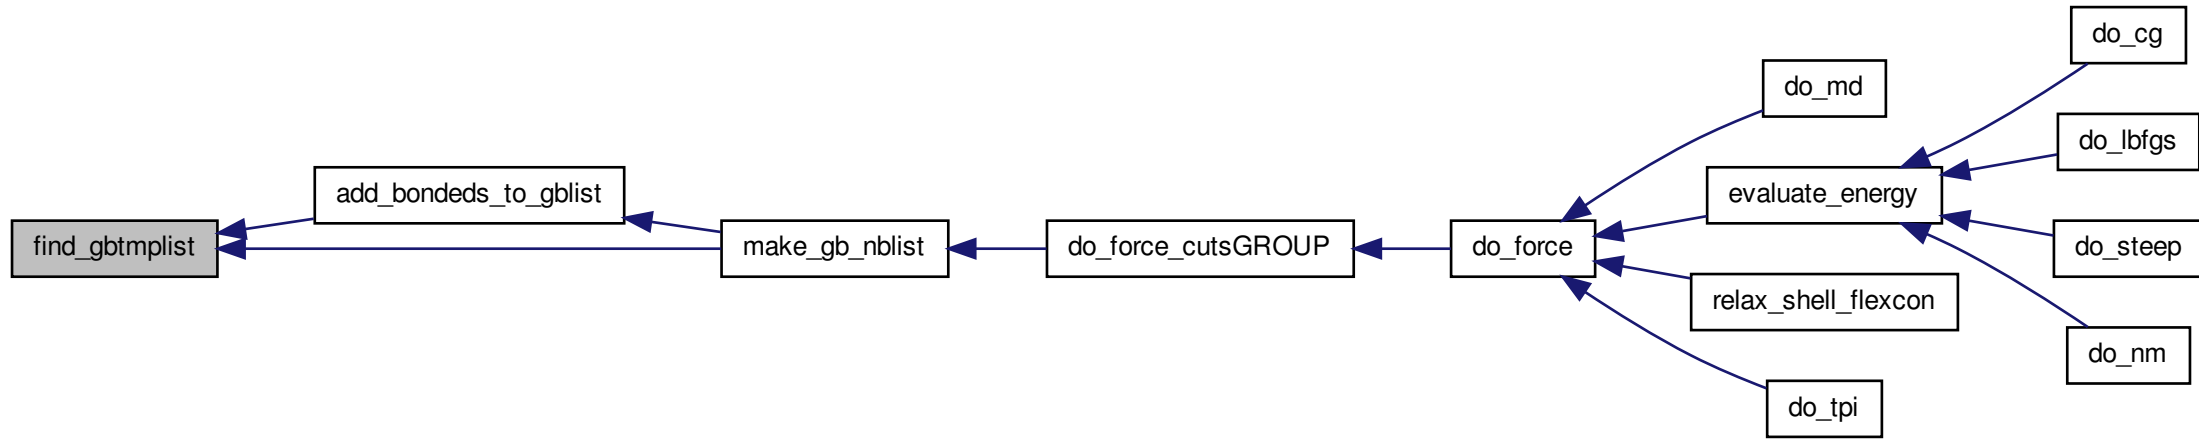 find_gbtmplist
add_bondeds_to_gblist
make_gb_nblist
do_force_cutsGROUP
do_force
do_md
evaluate_energy
relax_shell_flexcon
do_tpi
do_cg
do_lbfgs
do_steep
do_nm